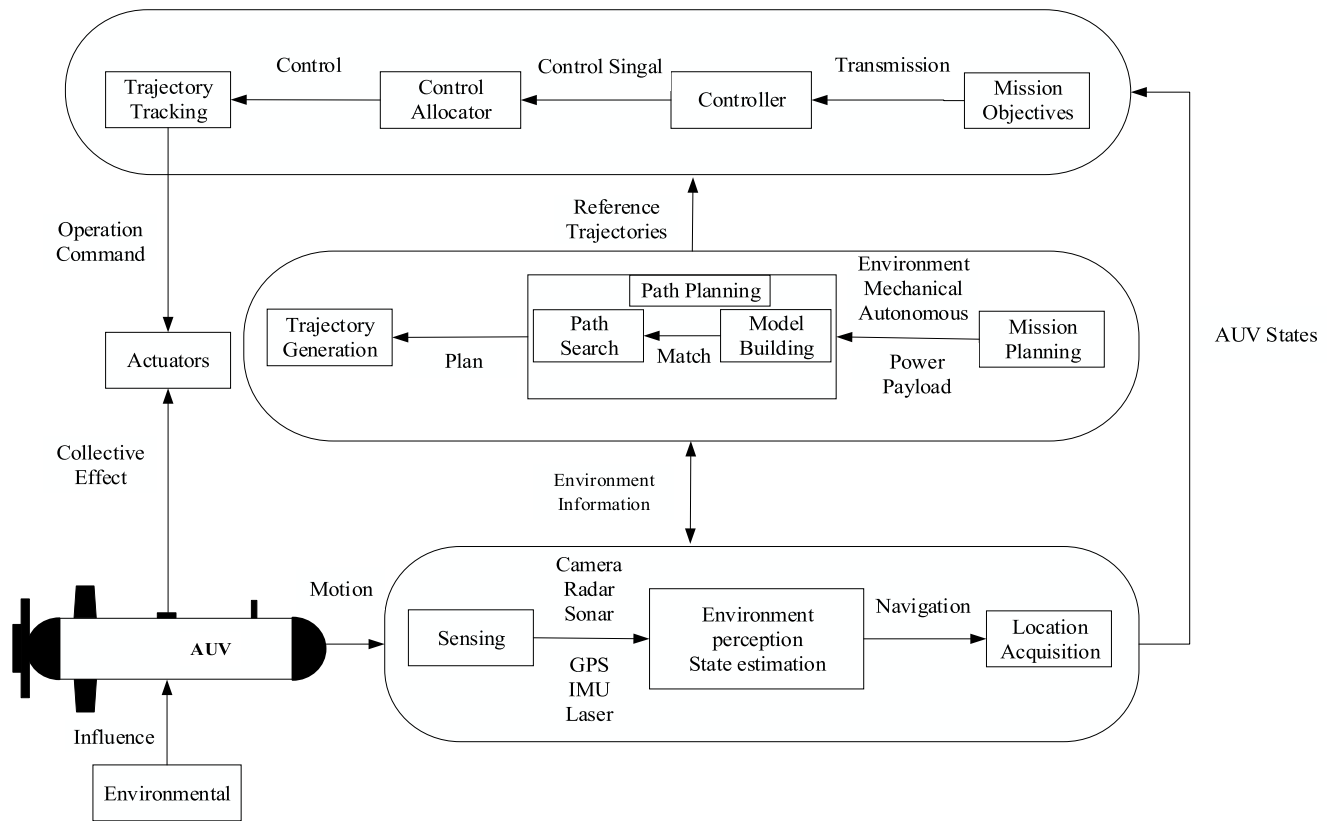 Trajectory
Tracking
Control
Control
Allocator
Control Singal
Controller
Transmission
Mission
Objectives
Operation
Command
Reference
Trajectories
AUV States
Trajectory
Generation
Plan
Path Planning
Path
Search
Match
Model
Building
Environment
Mechanical
Autonomous
Power
Payload
Mission
Planning
Actuators
Collective
Effect
Environment
Information
Motion
AUV
Sensing
Camera
Radar
Sonar
GPS
IMU
Laser
Environment
perception
State estimation
Navigation
Location
Acquisition
Influence
Environmental